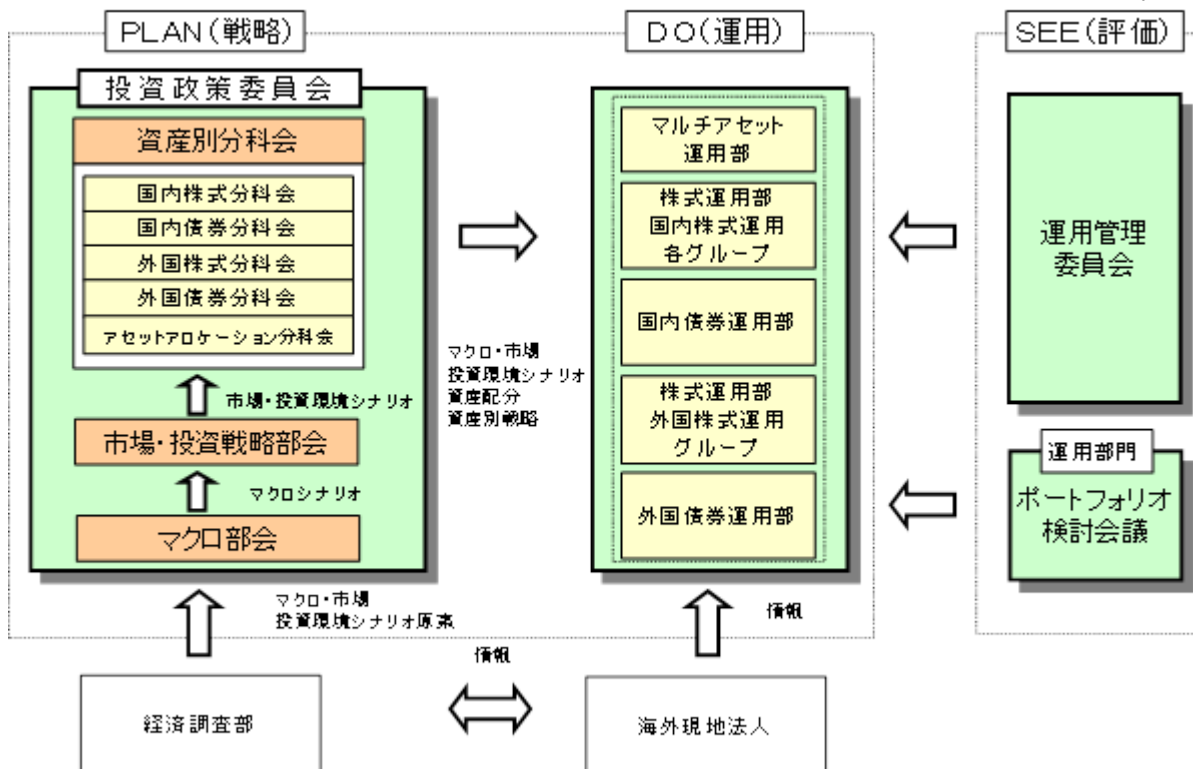 PLAN(戦略)
投資政策委員会
資産別分科会
国内株式分科会
国内債券分科会
外国株式分科会
外国債券分科会
アセットアロケーション分科会
市場・投資環境シナリオ
市場・投資戦略部会
マクロシナリオ
マクロ部会
マクロ・市場
投資環境シナリオ原案
経済調査部
マクロ・市場
投資環境シナリオ
資産配分
資産別戦略
DO(運用)
マルチアセット
運用部
株式運用部
国内株式運用
各グループ
国内債券運用部
株式運用部
外国株式運用
グループ
外国債券運用部
情報
情報
海外現地法人
SEE(評価)
運用管理
委員会
運用部門
ポートフォリオ
検討会議